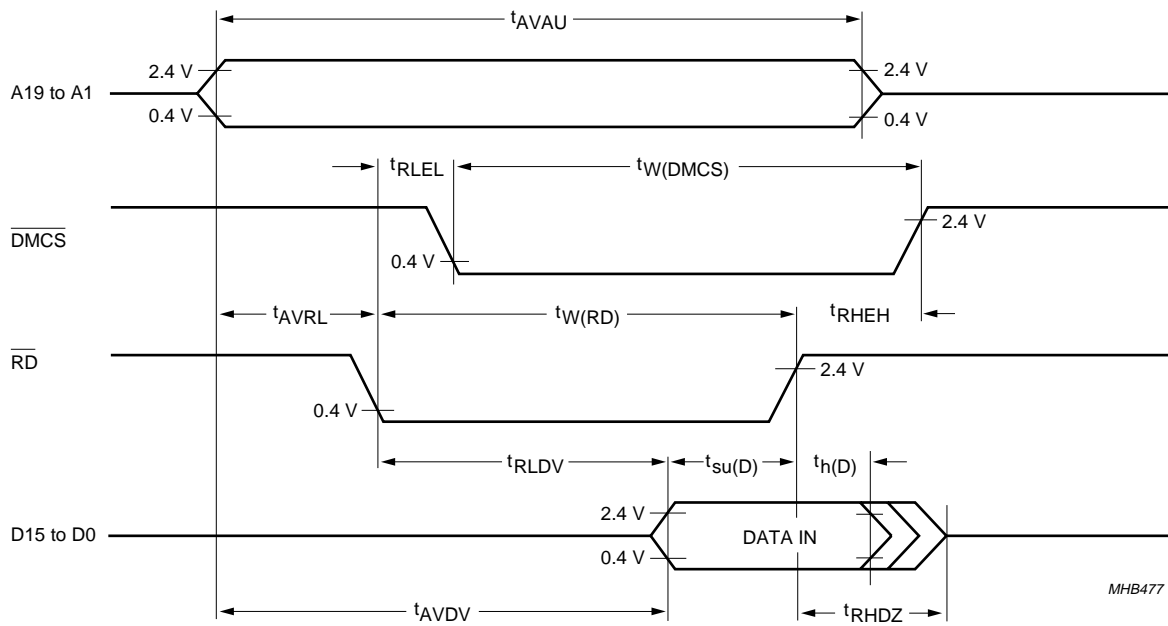 tAVAU
2.4 V
2.4 V
A19 to A1
0.4 V
0.4 V
tRLEL
tW(DMCS)
DMCS
2.4 V
0.4 V
tAVRL
tW(RD)
tRHEH
RD
2.4 V
0.4 V
tRLDV
tsu(D)
th(D)
2.4 V
D15 to D0
DATA IN
0.4 V
MHB477
tAVDV
tRHDZ